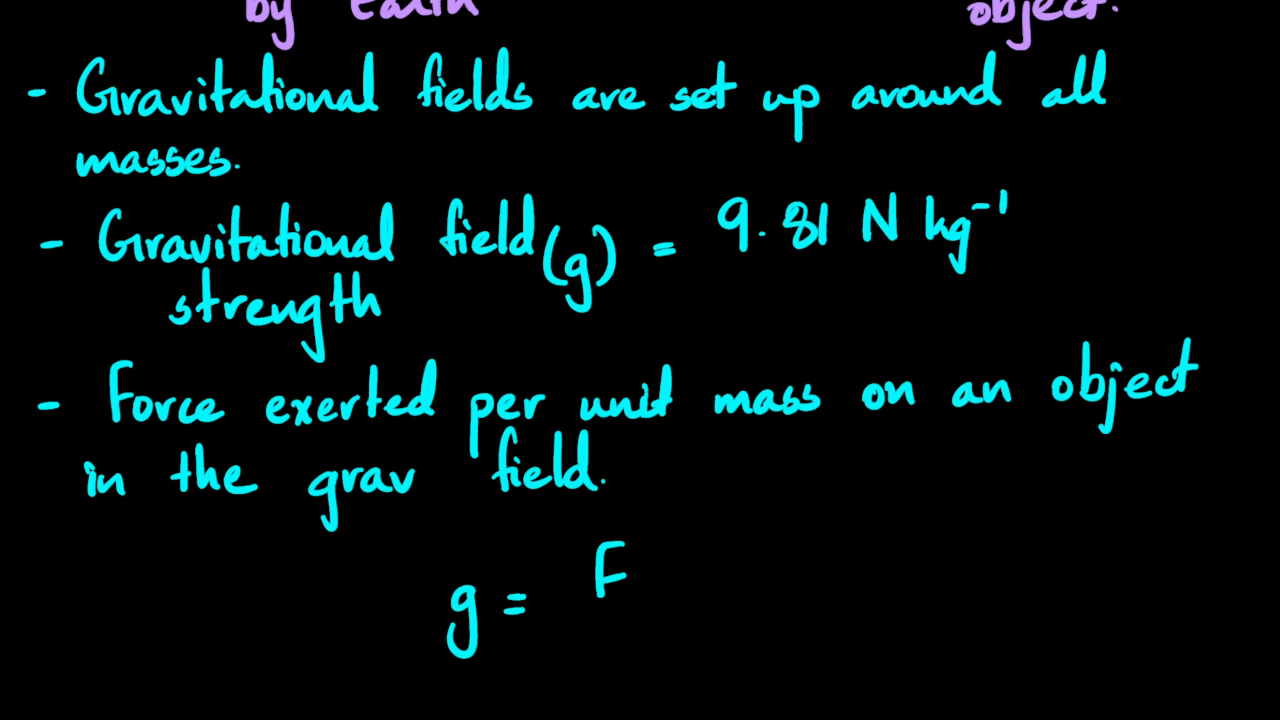 by Earth object.
- Gravitational fields are set up around all
masses.
- Gravitational field (g) = 9.81 N kg⁻¹
strength
- Force exerted per unit mass on an object
in the grav field.
g = F